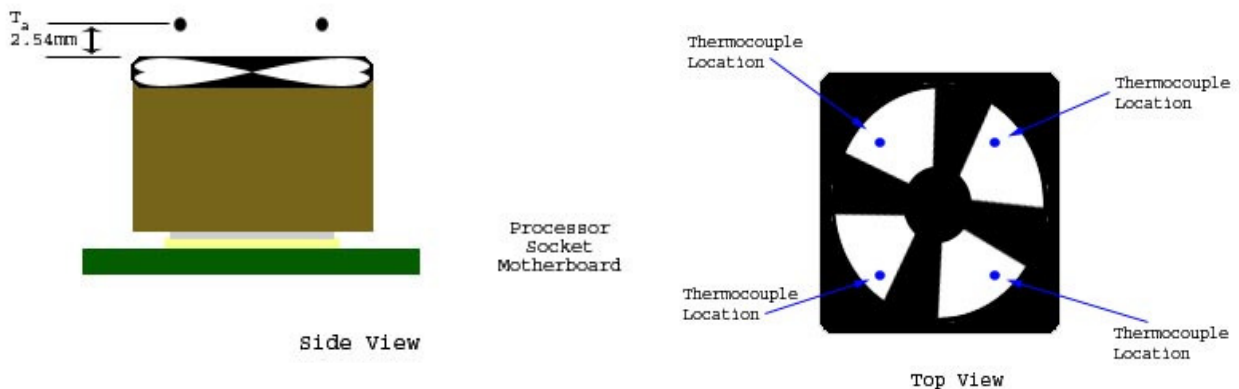 Ta
2.54mm
Processor
Socket
Motherboard
Side View
Thermocouple
Location
Thermocouple
Location
Thermocouple
Location
Thermocouple
Location
Top View